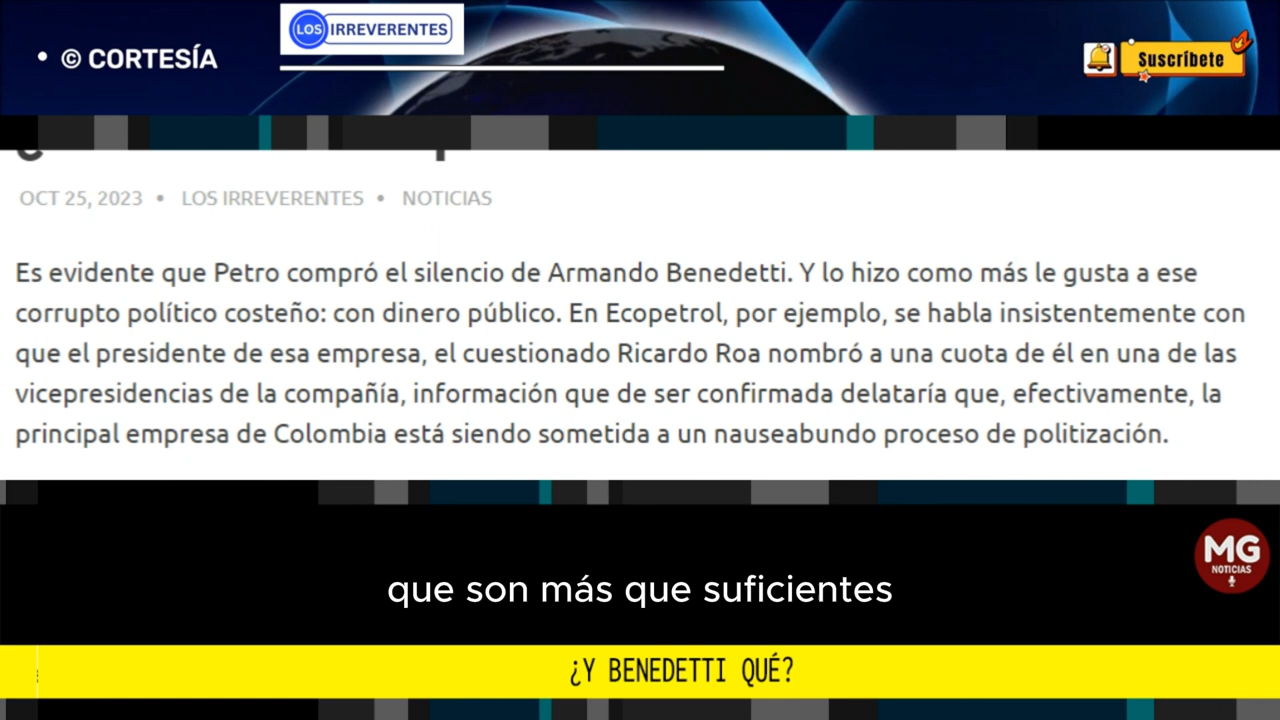 © CORTESÍA
LOS IRREVERENTES
Suscríbete
OCT 25, 2023 • LOS IRREVERENTES • NOTICIAS
Es evidente que Petro compró el silencio de Armando Benedetti. Y lo hizo como más le gusta a ese
corrupto político costeño: con dinero público. En Ecopetrol, por ejemplo, se habla insistentemente con
que el presidente de esa empresa, el cuestionado Ricardo Roa nombró a una cuota de él en una de las
vicepresidencias de la compañía, información que de ser confirmada delataría que, efectivamente, la
principal empresa de Colombia está siendo sometida a un nauseabundo proceso de politización.
MG
NOTICIAS
que son más que suficientes
¿Y BENEDETTI QUÉ?